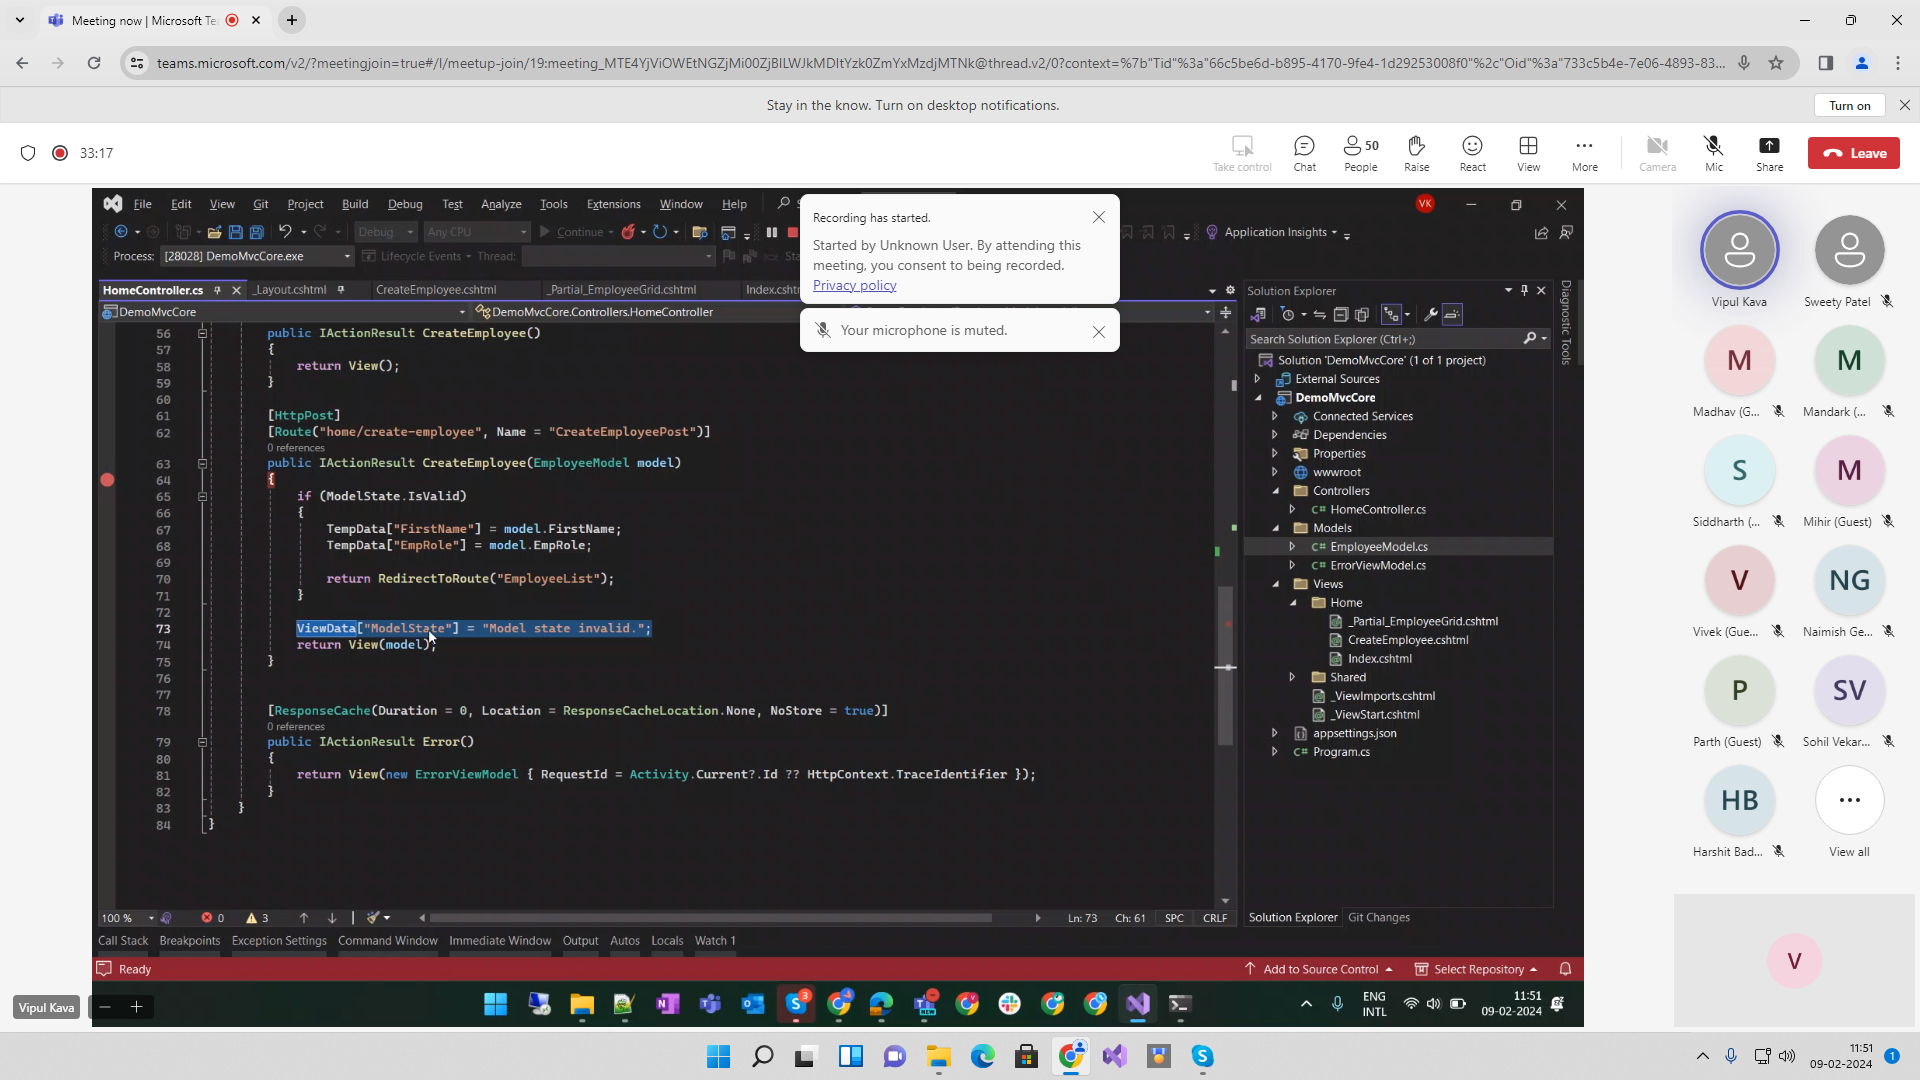 Meeting now | Microsoft Te
teams.microsoft.com/v2/?meetingjoin=true#/l/meetup-join/19:meeting_MTE4YjViOWEtNGZjMi00ZjBlLWJkMDItYzk0ZmYxMzdjMTNk@thread.v2/0?context=%7b"Tid"%3a"66c5be6d-b895-4170-9fe4-1d29253008f0"%2c"Oid"%3a"733c5b4e-7e06-4893-83...
Stay in the know. Turn on desktop notifications.
Turn on
33:17
Take control
Chat
50
People
Raise
React
View
More
Camera
Mic
Share
Leave
File Edit View Git Project Build Debug Test Analyze Tools Extensions Window Help
VK
Debug
Any CPU
Continue
Application Insights
Process: [28028] DemoMvcCore.exe
Lifecycle Events
Thread:
Recording has started.
Started by Unknown User. By attending this
meeting, you consent to being recorded.
Privacy policy
Your microphone is muted.
HomeController.cs
_Layout.cshtml
CreateEmployee.cshtml
_Partial_EmployeeGrid.cshtml
Index.cshtm
DemoMvcCore
DemoMvcCore.Controllers.HomeController
56 public IActionResult CreateEmployee()
57 {
58 return View();
59 }
60
61 [HttpPost]
62 [Route("home/create-employee", Name = "CreateEmployeePost")]
0 references
63 public IActionResult CreateEmployee(EmployeeModel model)
64 {
65 if (ModelState.IsValid)
66 {
67 TempData["FirstName"] = model.FirstName;
68 TempData["EmpRole"] = model.EmpRole;
69
70 return RedirectToRoute("EmployeeList");
71 }
72
73 ViewData["ModelState"] = "Model state invalid.";
74 return View(model);
75 }
76
77
78 [ResponseCache(Duration = 0, Location = ResponseCacheLocation.None, NoStore = true)]
0 references
79 public IActionResult Error()
80 {
81 return View(new ErrorViewModel { RequestId = Activity.Current?.Id ?? HttpContext.TraceIdentifier });
82 }
83 }
84 }
100 %
0
3
Ln: 73 Ch: 61 SPC CRLF
Solution Explorer
Search Solution Explorer (Ctrl+;)
Solution 'DemoMvcCore' (1 of 1 project)
External Sources
DemoMvcCore
Connected Services
Dependencies
Properties
wwwroot
Controllers
C# HomeController.cs
Models
C# EmployeeModel.cs
C# ErrorViewModel.cs
Views
Home
_Partial_EmployeeGrid.cshtml
CreateEmployee.cshtml
Index.cshtml
Shared
_ViewImports.cshtml
_ViewStart.cshtml
appsettings.json
C# Program.cs
Solution Explorer Git Changes
Diagnostic Tools
Call Stack Breakpoints Exception Settings Command Window Immediate Window Output Autos Locals Watch 1
Ready
Add to Source Control
Select Repository
Vipul Kava
3
ENG
INTL
11:51
09-02-2024
Vipul Kava
Sweety Patel
M
Madhav (G...
M
Mandark (...
S
Siddharth (...
M
Mihir (Guest)
V
Vivek (Gue...
NG
Naimish Ge...
P
Parth (Guest)
SV
Sohil Vekar...
HB
Harshit Bad...
View all
V
11:51
09-02-2024
1